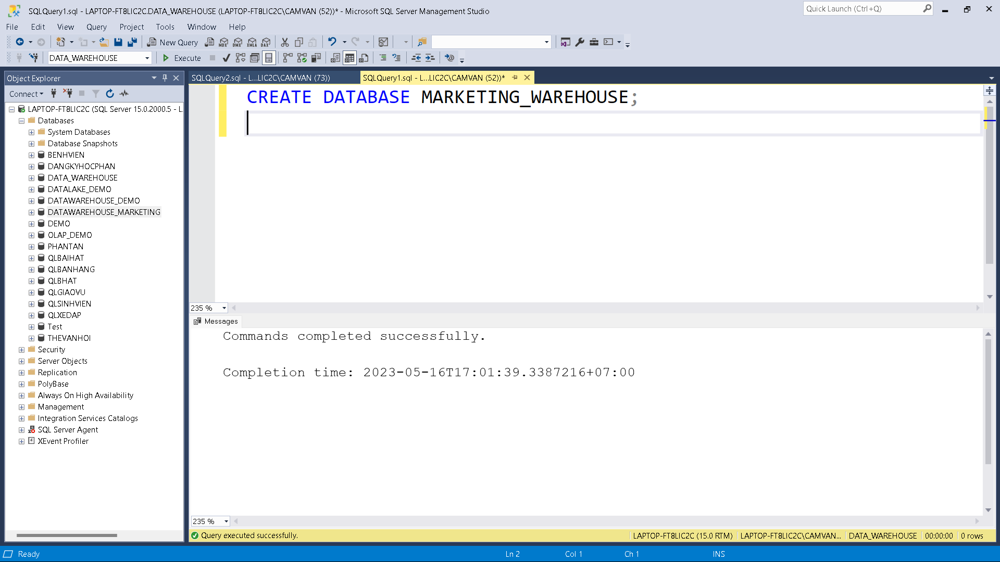 SQLQuery1.sql - LAPTOP-FT8LIC2C.DATA_WAREHOUSE (LAPTOP-FT8LIC2C\CAMVAN (52))* - Microsoft SQL Server Management Studio
Quick Launch (Ctrl+Q)
File Edit View Query Project Tools Window Help
New Query MDX DMX XMLA DAX
DATA_WAREHOUSE Execute
Object Explorer
SQLQuery2.sql - L...LIC2C\CAMVAN (73))
SQLQuery1.sql - L...LIC2C\CAMVAN (52))*
Connect
LAPTOP-FT8LIC2C (SQL Server 15.0.2000.5 - L
Databases
System Databases
Database Snapshots
BENHVIEN
DANGKYHOCPHAN
DATA_WAREHOUSE
DATALAKE_DEMO
DATAWAREHOUSE_DEMO
DATAWAREHOUSE_MARKETING
DEMO
OLAP_DEMO
PHANTAN
QLBAIHAT
QLBANHANG
QLBHAT
QLGIAOVU
QLSINHVIEN
QLXEDAP
Test
THEVANHOI
Security
Server Objects
Replication
PolyBase
Always On High Availability
Management
Integration Services Catalogs
SQL Server Agent
XEvent Profiler
CREATE DATABASE MARKETING_WAREHOUSE;
235 %
Messages
Commands completed successfully.
Completion time: 2023-05-16T17:01:39.3387216+07:00
235 %
Query executed successfully.
LAPTOP-FT8LIC2C (15.0 RTM) LAPTOP-FT8LIC2C\CAMVAN... DATA_WAREHOUSE 00:00:00 0 rows
Ready Ln 2 Col 1 Ch 1 INS